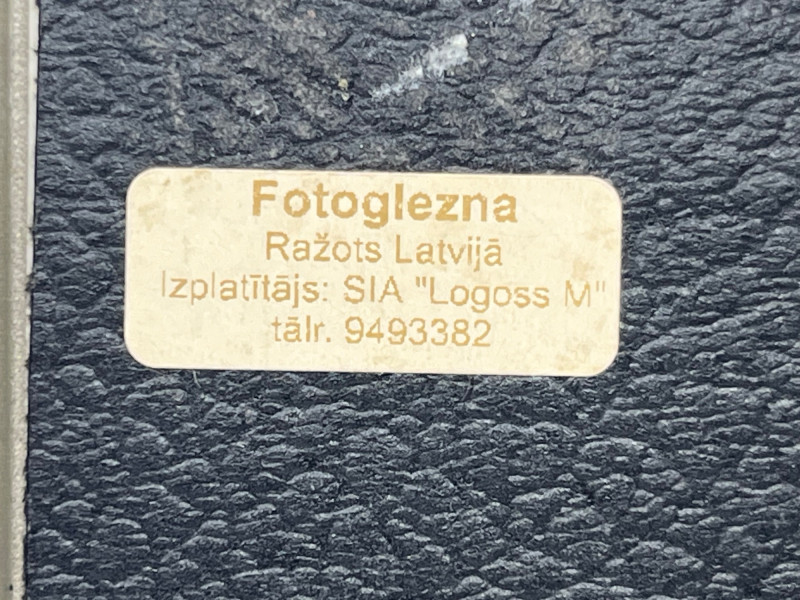 Fotoglezna
Ražots Latvijā
Izplatītājs: SIA "Logoss M"
tālr. 9493382